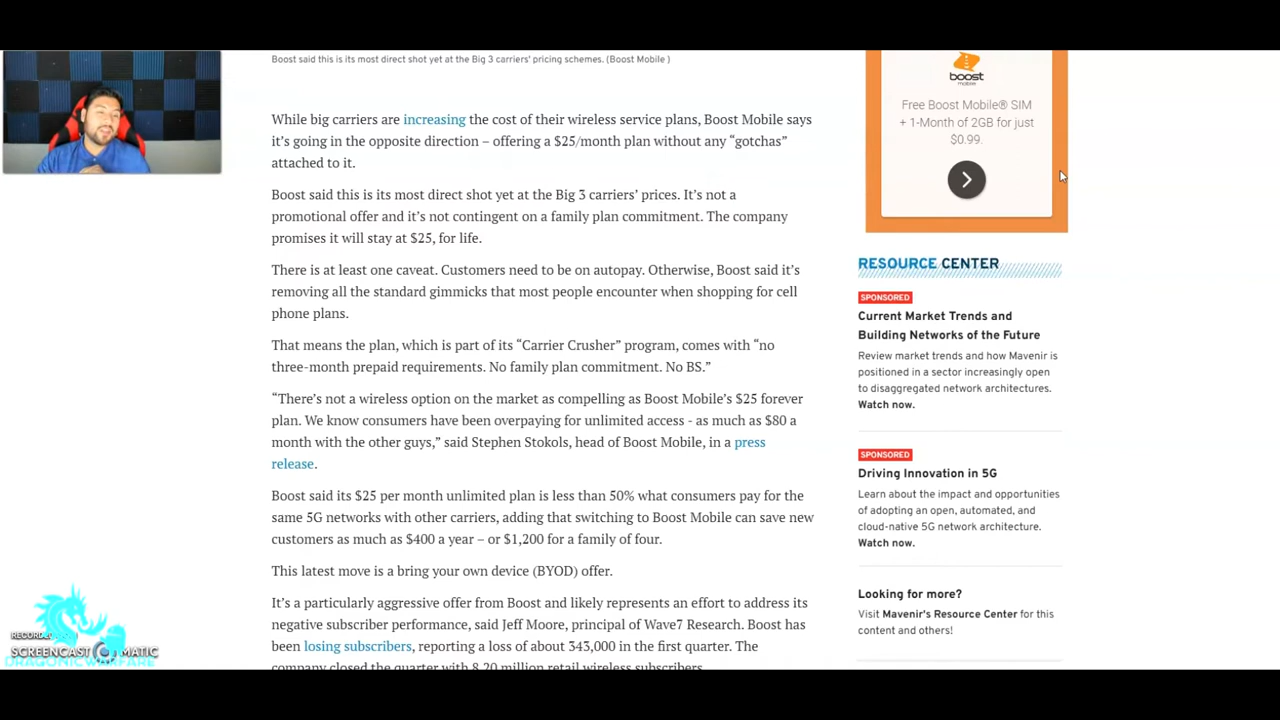 Boost said this is its most direct shot yet at the Big 3 carriers' pricing schemes. (Boost Mobile )
While big carriers are increasing the cost of their wireless service plans, Boost Mobile says
it's going in the opposite direction – offering a $25/month plan without any “gotchas”
attached to it.
Boost said this is its most direct shot yet at the Big 3 carriers' prices. It's not a
promotional offer and it's not contingent on a family plan commitment. The company
promises it will stay at $25, for life.
There is at least one caveat. Customers need to be on autopay. Otherwise, Boost said it's
removing all the standard gimmicks that most people encounter when shopping for cell
phone plans.
That means the plan, which is part of its “Carrier Crusher” program, comes with “no
three-month prepaid requirements. No family plan commitment. No BS.”
“There's not a wireless option on the market as compelling as Boost Mobile's $25 forever
plan. We know consumers have been overpaying for unlimited access - as much as $80 a
month with the other guys,” said Stephen Stokols, head of Boost Mobile, in a press
release.
Boost said its $25 per month unlimited plan is less than 50% what consumers pay for the
same 5G networks with other carriers, adding that switching to Boost Mobile can save new
customers as much as $400 a year – or $1,200 for a family of four.
This latest move is a bring your own device (BYOD) offer.
It's a particularly aggressive offer from Boost and likely represents an effort to address its
negative subscriber performance, said Jeff Moore, principal of Wave7 Research. Boost has
been losing subscribers, reporting a loss of about 343,000 in the first quarter. The
company closed the quarter with 8.20 million retail wireless subscribers.
boost
mobile
Free Boost Mobile® SIM
+ 1-Month of 2GB for just
$0.99.
RESOURCE CENTER
SPONSORED
Current Market Trends and
Building Networks of the Future
Review market trends and how Mavenir is
positioned in a sector increasingly open
to disaggregated network architectures.
Watch now.
SPONSORED
Driving Innovation in 5G
Learn about the impact and opportunities
of adopting an open, automated, and
cloud-native 5G network architecture.
Watch now.
Looking for more?
Visit Mavenir's Resource Center for this
content and others!
SCREENCAST MATIC
DRAGONICWARFARE